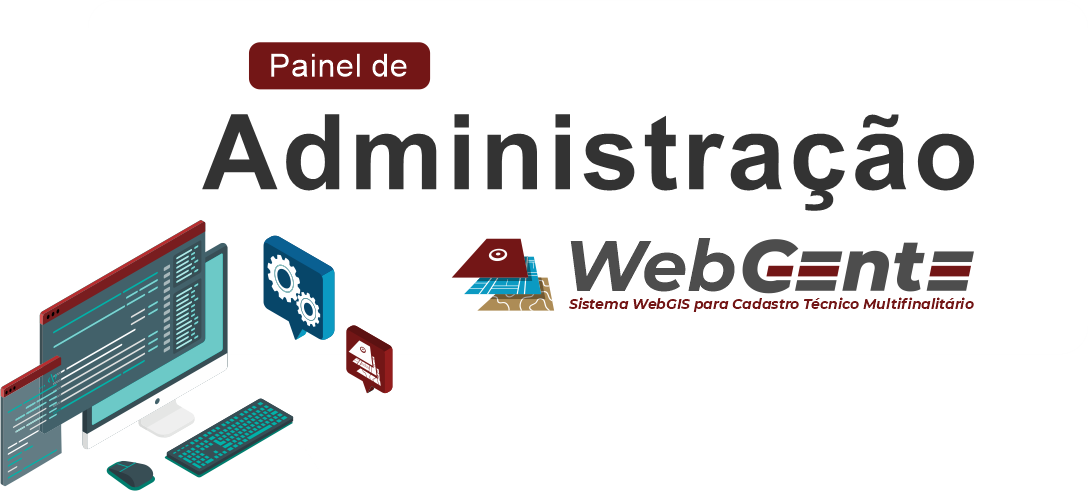 Painel de
Administração
WebGente
Sistema WebGIS para Cadastro Técnico Multifinalitário